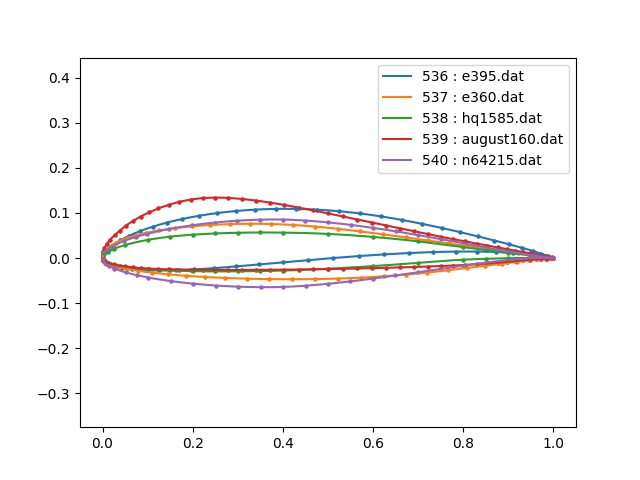 0.4
0.3
0.2
0.1
0.0
−0.1
−0.2
−0.3
0.0 0.2 0.4 0.6 0.8 1.0
536 : e395.dat
537 : e360.dat
538 : hq1585.dat
539 : august160.dat
540 : n64215.dat